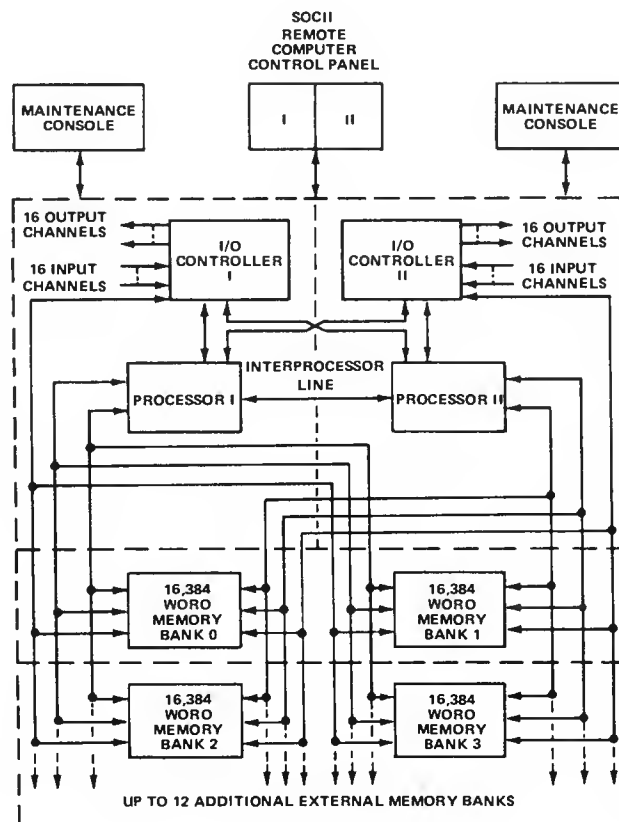 SOCII
REMOTE
COMPUTER
CONTROL PANEL
MAINTENANCE
CONSOLE
I
II
MAINTENANCE
CONSOLE
16 OUTPUT
CHANNELS
16 INPUT
CHANNELS
I/O
CONTROLLER
I
I/O
CONTROLLER
II
16 OUTPUT
CHANNELS
16 INPUT
CHANNELS
PROCESSOR I
INTERPROCESSOR
LINE
PROCESSOR II
16,384
WORO
MEMORY
BANK 0
16,384
WORO
MEMORY
BANK 1
16,384
WORO
MEMORY
BANK 2
16,384
WORO
MEMORY
BANK 3
UP TO 12 ADDITIONAL EXTERNAL MEMORY BANKS